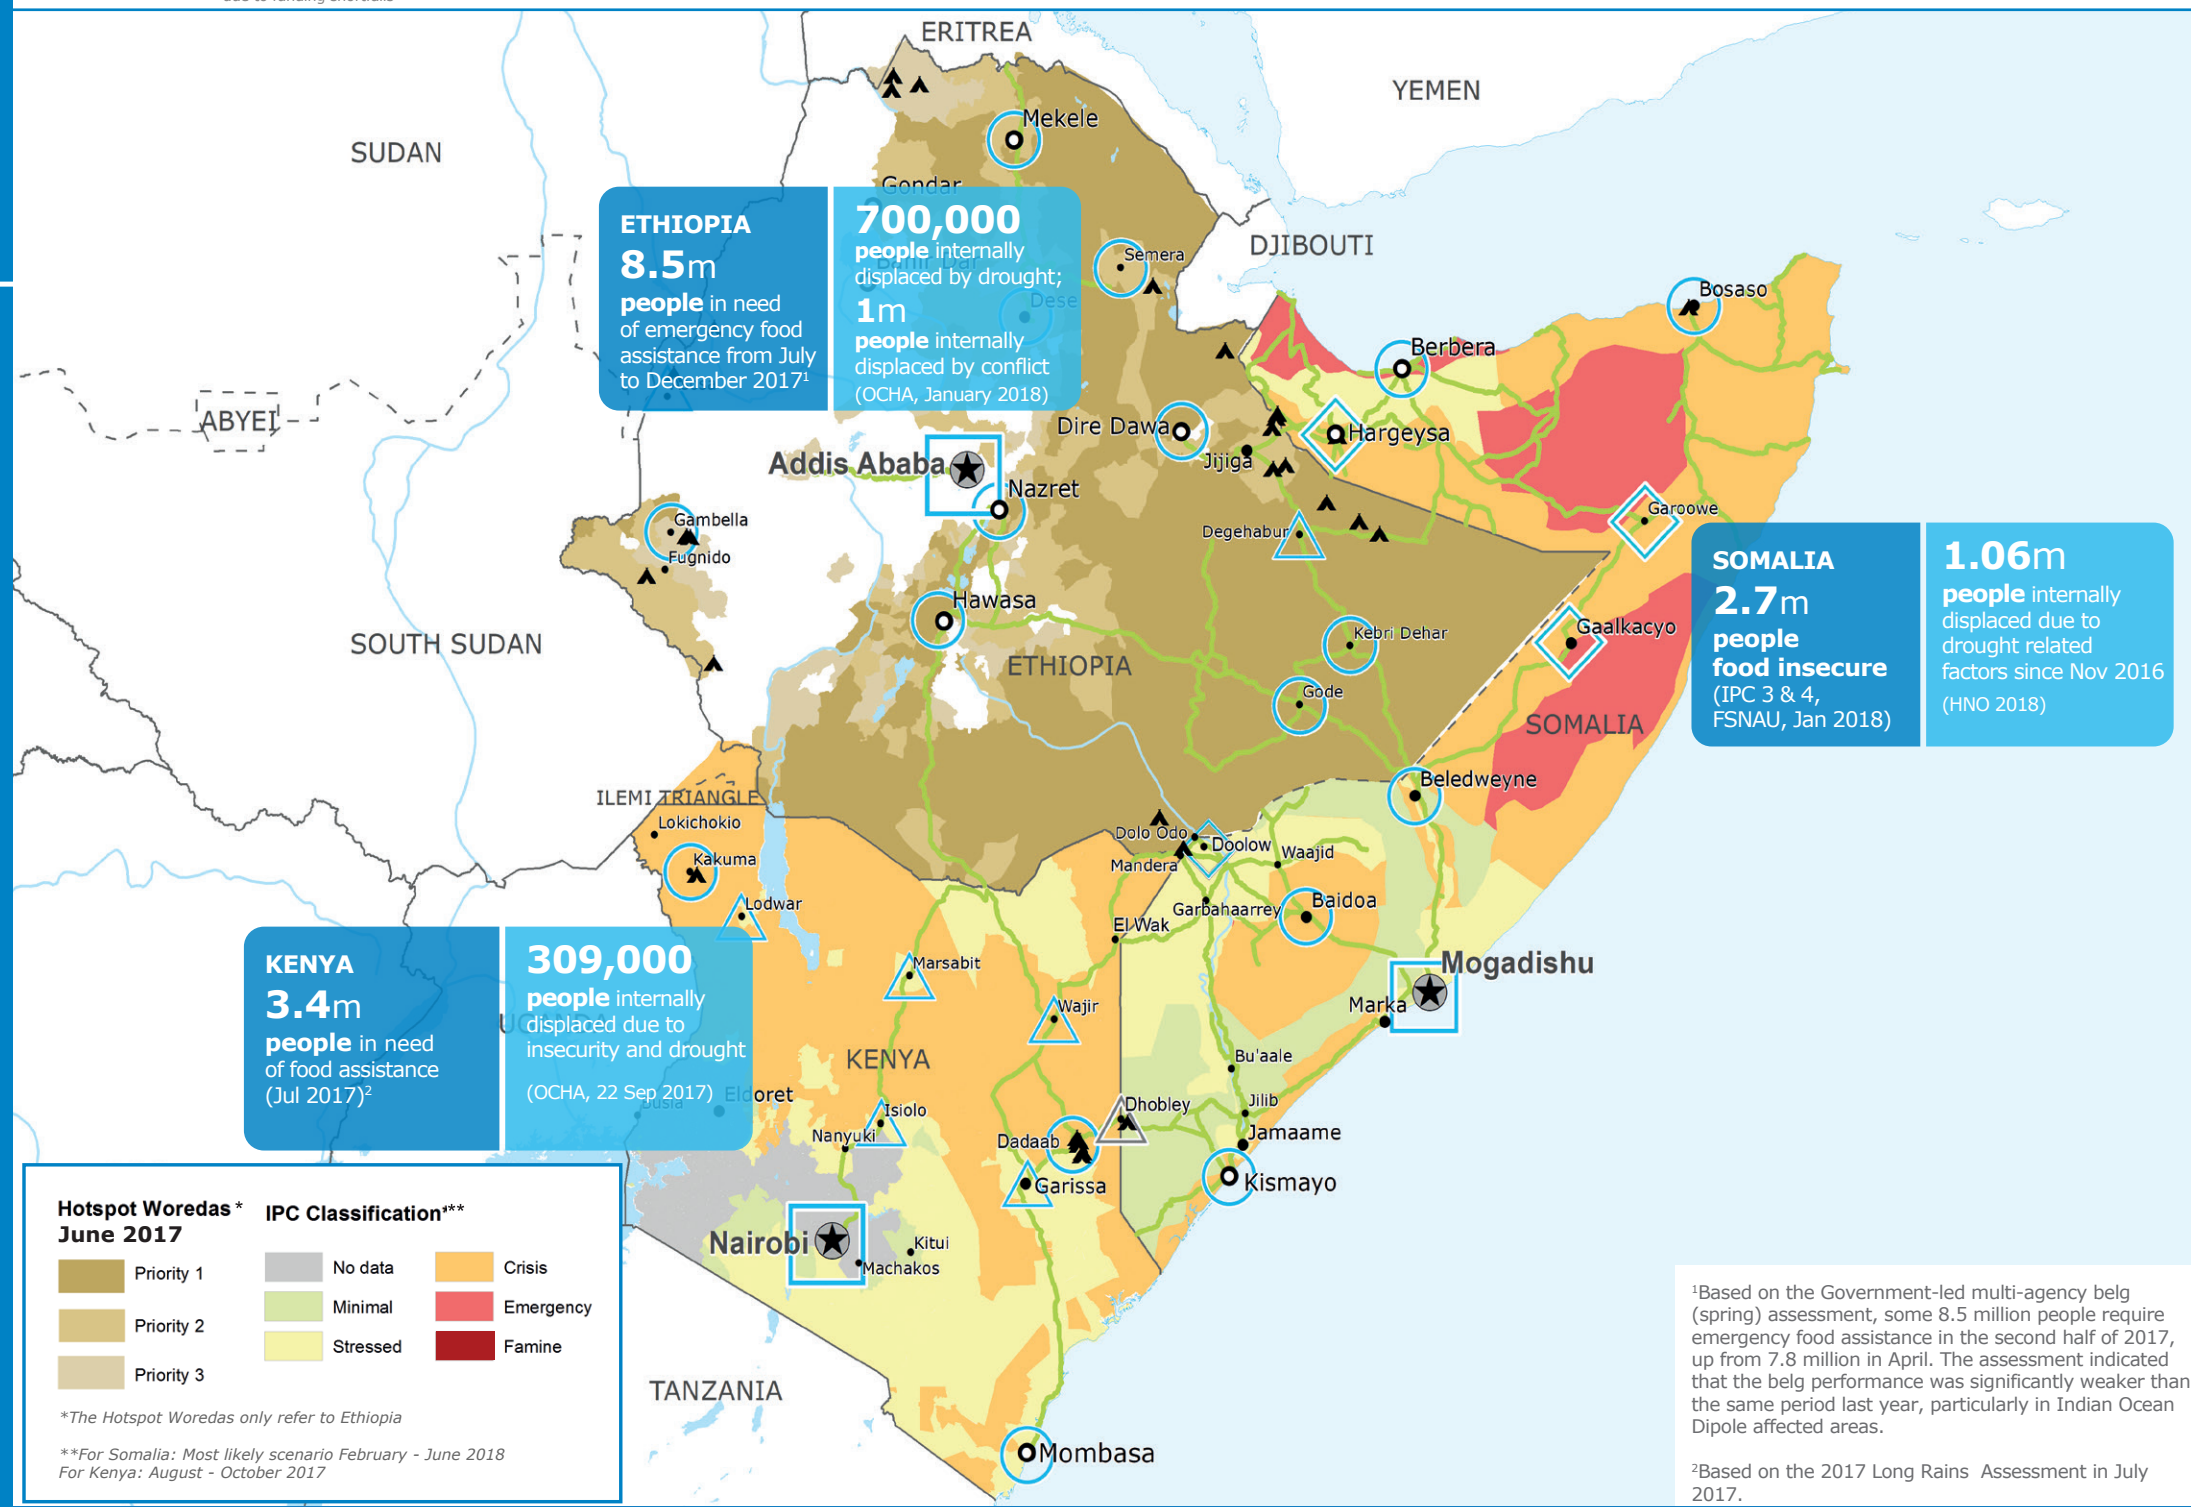 ERITREA
YEMEN
SUDAN
Mekele
Gondar
ETHIOPIA
8.5m
people in need
of emergency food
assistance from July
to December 2017¹
700,000
people internally
displaced by drought;
1m
people internally
displaced by conflict
(OCHA, January 2018)
Bahir Dar
Dese
Semera
DJIBOUTI
Bosaso
Berbera
ABYEI
Dire Dawa
Hargeysa
Jijiga
Addis Ababa
Nazret
Garoowe
Gambella
Fugnido
Degehabur
SOMALIA
2.7m
people
food insecure
(IPC 3 & 4,
FSNAU, Jan 2018)
1.06m
people internally
displaced due to
drought related
factors since Nov 2016
(HNO 2018)
Hawasa
Gaalkacyo
Kebri Dehar
SOUTH SUDAN
ETHIOPIA
Gode
SOMALIA
Beledweyne
ILEMI TRIANGLE
Lokichokio
Dolo Odo
Doolow
Waajid
Mandera
Kakuma
Lodwar
Garbahaarrey
Baidoa
El Wak
KENYA
3.4m
people in need
of food assistance
(Jul 2017)²
309,000
people internally
displaced due to
insecurity and drought
(OCHA, 22 Sep 2017)
UGANDA
Marsabit
Mogadishu
Wajir
Marka
KENYA
Bu'aale
Busia
Eldoret
Isiolo
Nanyuki
Dhobley
Jilib
Dadaab
Jamaame
Garissa
Kismayo
Nairobi
Kitui
Machakos
TANZANIA
Mombasa
Hotspot Woredas *
June 2017
Priority 1
Priority 2
Priority 3
IPC Classification**
No data
Minimal
Stressed
Crisis
Emergency
Famine
*The Hotspot Woredas only refer to Ethiopia
**For Somalia: Most likely scenario February - June 2018
For Kenya: August - October 2017
¹Based on the Government-led multi-agency belg
(spring) assessment, some 8.5 million people require
emergency food assistance in the second half of 2017,
up from 7.8 million in April. The assessment indicated
that the belg performance was significantly weaker than
the same period last year, particularly in Indian Ocean
Dipole affected areas.
²Based on the 2017 Long Rains Assessment in July
2017.